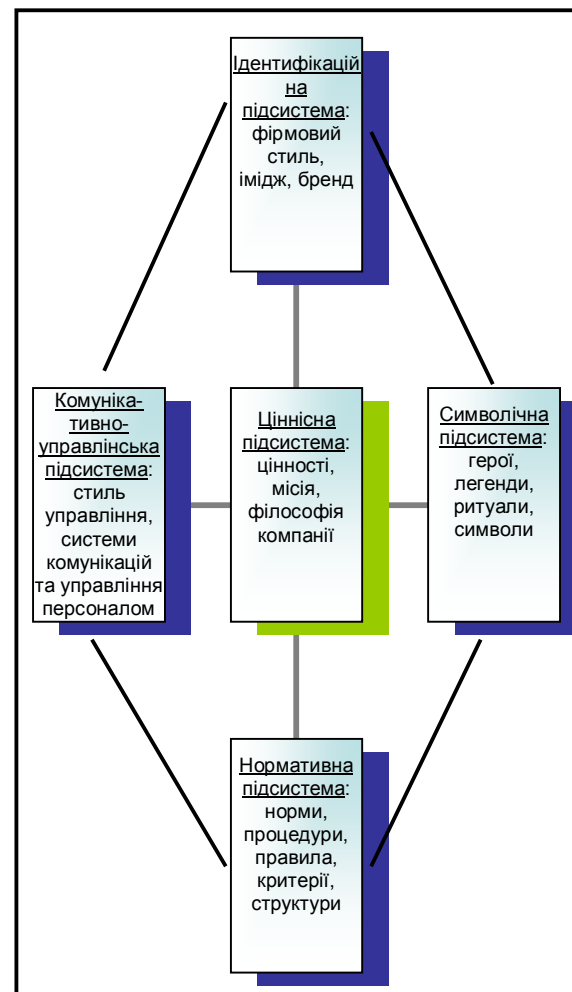 Ідентифікацій
на
підсистема:
фірмовий
стиль,
імідж, бренд
Комуніка-
тивно-
управлінська
підсистема:
стиль
управління,
системи
комунікацій
та управління
персоналом
Ціннісна
підсистема:
цінності,
місія,
філософія
компанії
Символічна
підсистема:
герої,
легенди,
ритуали,
символи
Нормативна
підсистема:
норми,
процедури,
правила,
критерії,
структури